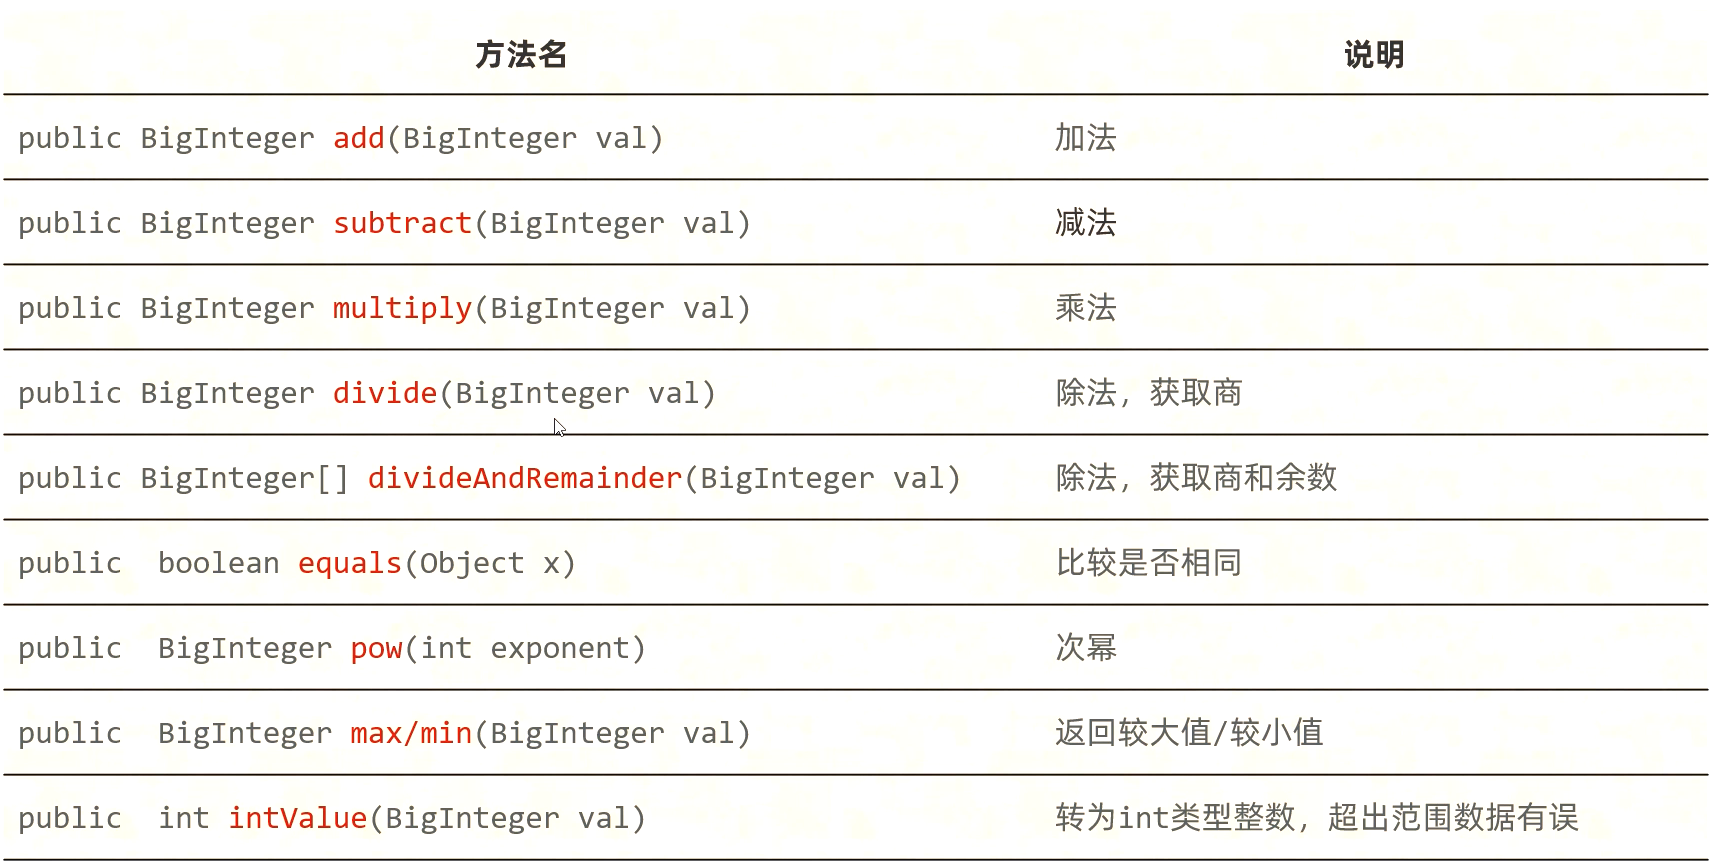 方法名 说明
public BigInteger add(BigInteger val) 加法
public BigInteger subtract(BigInteger val) 减法
public BigInteger multiply(BigInteger val) 乘法
public BigInteger divide(BigInteger val) 除法，获取商
public BigInteger[] divideAndRemainder(BigInteger val) 除法，获取商和余数
public  boolean equals(Object x) 比较是否相同
public  BigInteger pow(int exponent) 次幂
public  BigInteger max/min(BigInteger val) 返回较大值/较小值
public  int intValue(BigInteger val) 转为int类型整数，超出范围数据有误